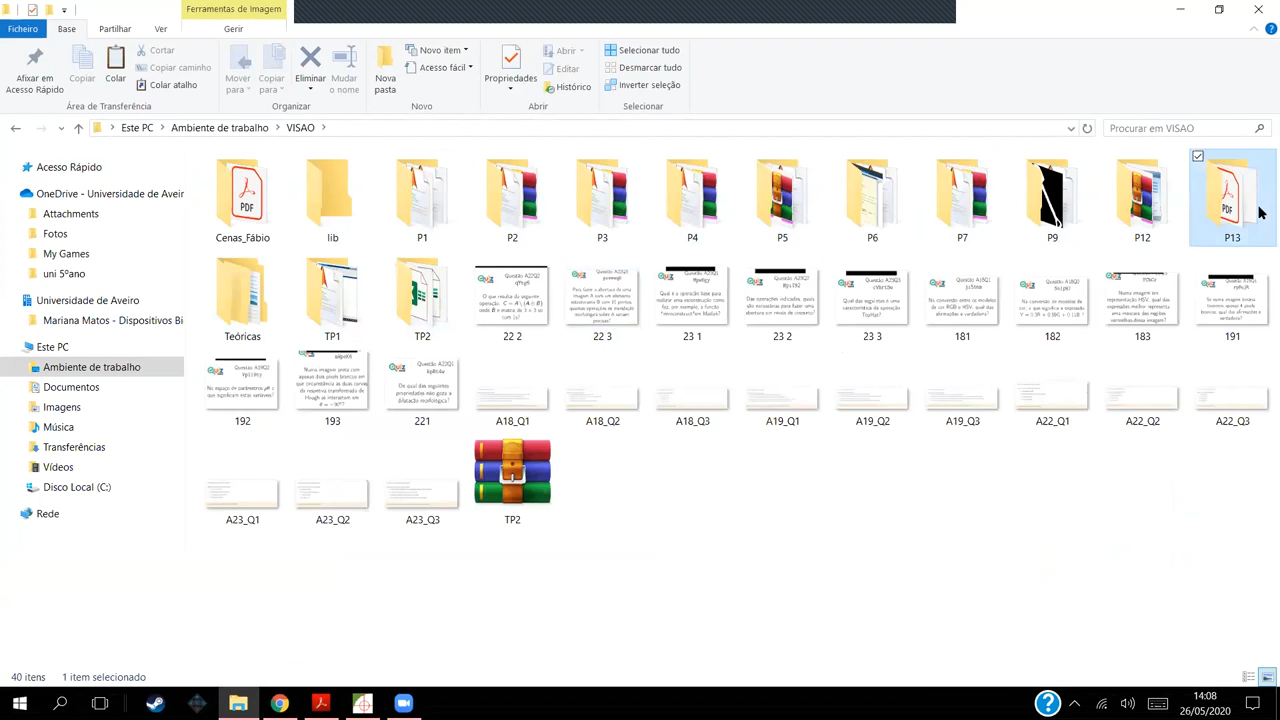 Ferramentas de Imagem
Ficheiro Base Partilhar Ver Gerir
Afixar em Acesso Rápido
Copiar
Colar
Cortar
Copiar caminho
Colar atalho
Área de Transferência
Mover para
Copiar para
Eliminar
Mudar o nome
Organizar
Nova pasta
Novo item
Acesso fácil
Novo
Propriedades
Abrir
Editar
Histórico
Abrir
Selecionar tudo
Desmarcar tudo
Inverter seleção
Selecionar
Este PC Ambiente de trabalho VISAO
Procurar em VISAO
Acesso Rápido
OneDrive - Universidade de Aveir
Attachments
Fotos
My Games
uni 5ºano
Universidade de Aveiro
Mariana Matos - Dispositivos Bi
Este PC
Ambiente de trabalho
Documentos
Imagens
Música
Transferências
Vídeos
Disco Local (C:)
Rede
PDF
PDF
Cenas_Fábio lib P1 P2 P3 P4 P5 P6 P7 P9 P12 P13
Teóricas TP1 TP2 22 2 22 3 23 1 23 2 23 3 181 182 183 191
192 193 221 A18_Q1 A18_Q2 A18_Q3 A19_Q1 A19_Q2 A19_Q3 A22_Q1 A22_Q2 A22_Q3
A23_Q1 A23_Q2 A23_Q3 TP2
40 itens 1 item selecionado
14:08
26/05/2020